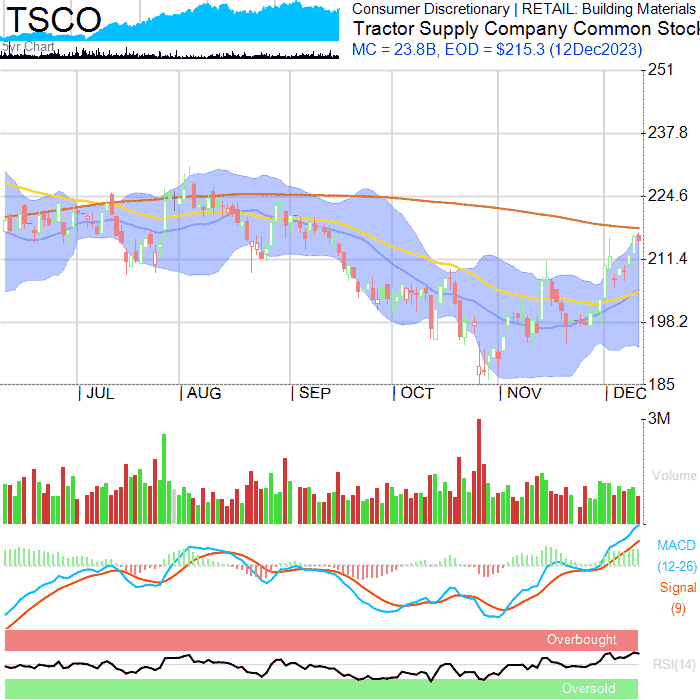 TSCO
5yr Chart
Consumer Discretionary | RETAIL: Building Materials
Tractor Supply Company Common Stock
MC = 23.8B, EOD = $215.3 (12Dec2023)
251
237.8
224.6
211.4
198.2
185
| JUL | AUG | SEP | OCT | NOV | DEC
3M
Volume
MACD
(12-26)
Signal
(9)
Overbought
RSI(14)
Oversold